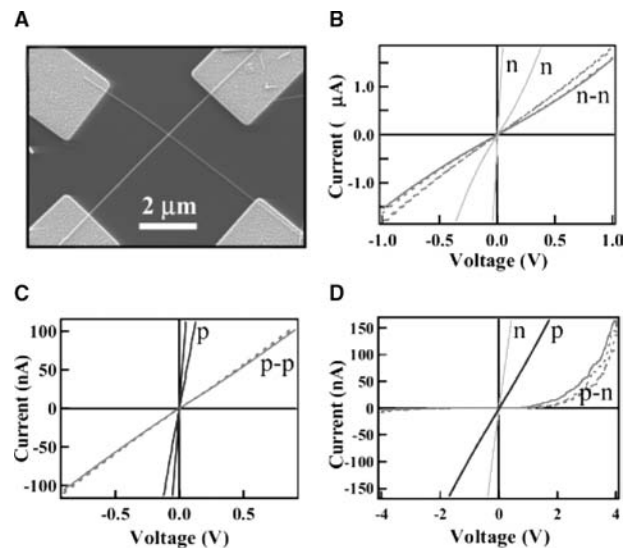 A
2 μm
B
Current ( μA)
1.0
0.0
-1.0
n n
n-n
-1.0 -0.5 0.0 0.5 1.0
Voltage (V)
C
Current (nA)
100
50
0
-50
-100
p
p-p
-0.5 0.0 0.5
Voltage (V)
D
Current (nA)
150
100
50
0
-50
-100
-150
n p
p-n
-4 -2 0 2 4
Voltage (V)